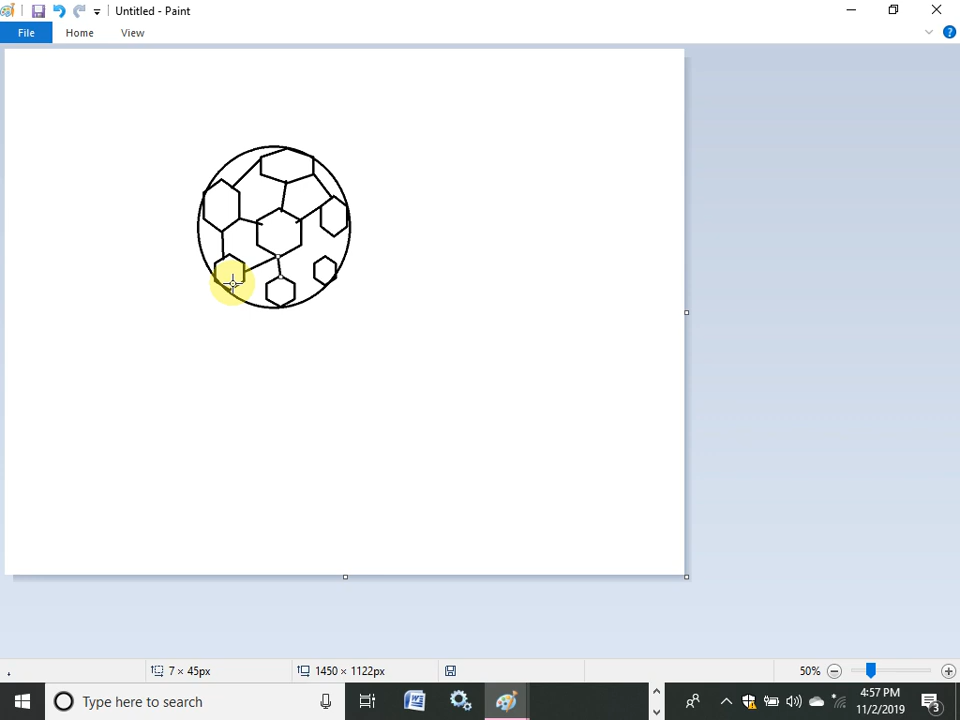 Untitled - Paint
File Home View
7 × 45px
1450 × 1122px
50%
Type here to search
4:57 PM
11/2/2019
3